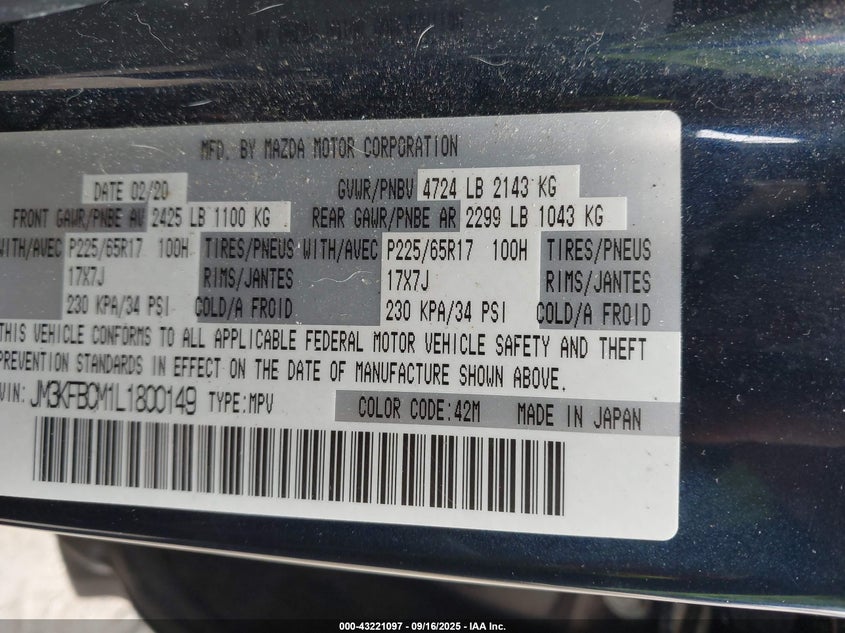 MFD. BY MAZDA MOTOR CORPORATION
DATE 02/20 GVWR/PNBV 4724 LB 2143 KG
FRONT GAWR/PNBE AV 2425 LB 1100 KG REAR GAWR/PNBE AR 2299 LB 1043 KG
WITH/AVEC P225/65R17 100H TIRES/PNEUS WITH/AVEC P225/65R17 100H TIRES/PNEUS
17X7J RIMS/JANTES 17X7J RIMS/JANTES
230 KPA/34 PSI COLD/A FROID 230 KPA/34 PSI COLD/A FROID
THIS VEHICLE CONFORMS TO ALL APPLICABLE FEDERAL MOTOR VEHICLE SAFETY AND THEFT
PREVENTION STANDARDS IN EFFECT ON THE DATE OF MANUFACTURE SHOWN ABOVE.
VIN: JM3KFBCM1L1800149 TYPE:MPV COLOR CODE:42M MADE IN JAPAN
000-43221097 - 09/16/2025 - IAA Inc.